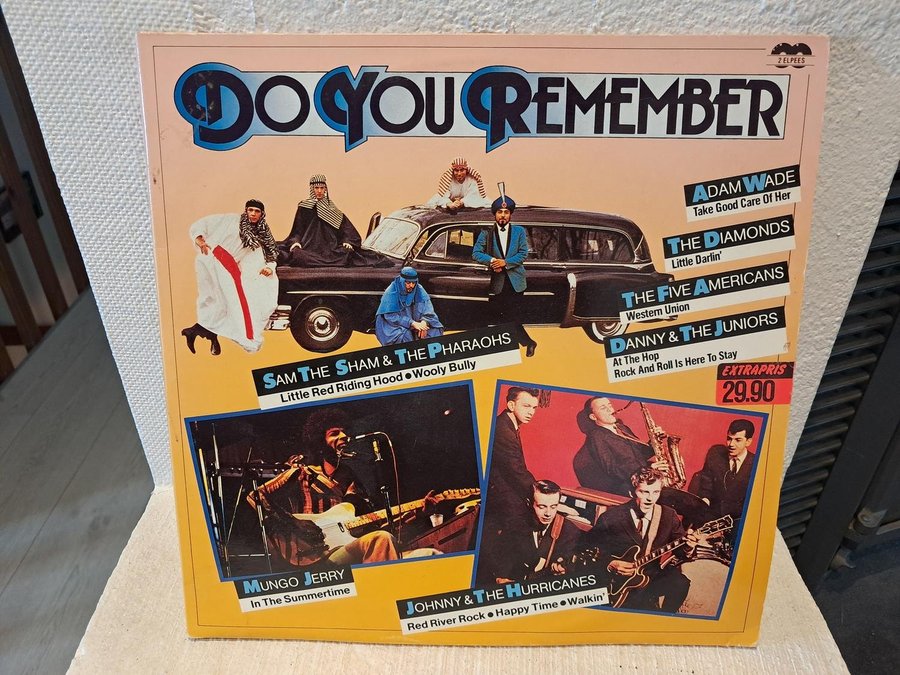 2 ELPEES
DO YOU REMEMBER
ADAM WADE
Take Good Care Of Her
THE DIAMONDS
Little Darlin'
THE FIVE AMERICANS
Western Union
DANNY & THE JUNIORS
At The Hop
Rock And Roll Is Here To Stay
EXTRAPRIS
29.90
SAM THE SHAM & THE PHARAOHS
Little Red Riding Hood ● Wooly Bully
MUNGO JERRY
In The Summertime
JOHNNY & THE HURRICANES
Red River Rock ● Happy Time ● Walkin'